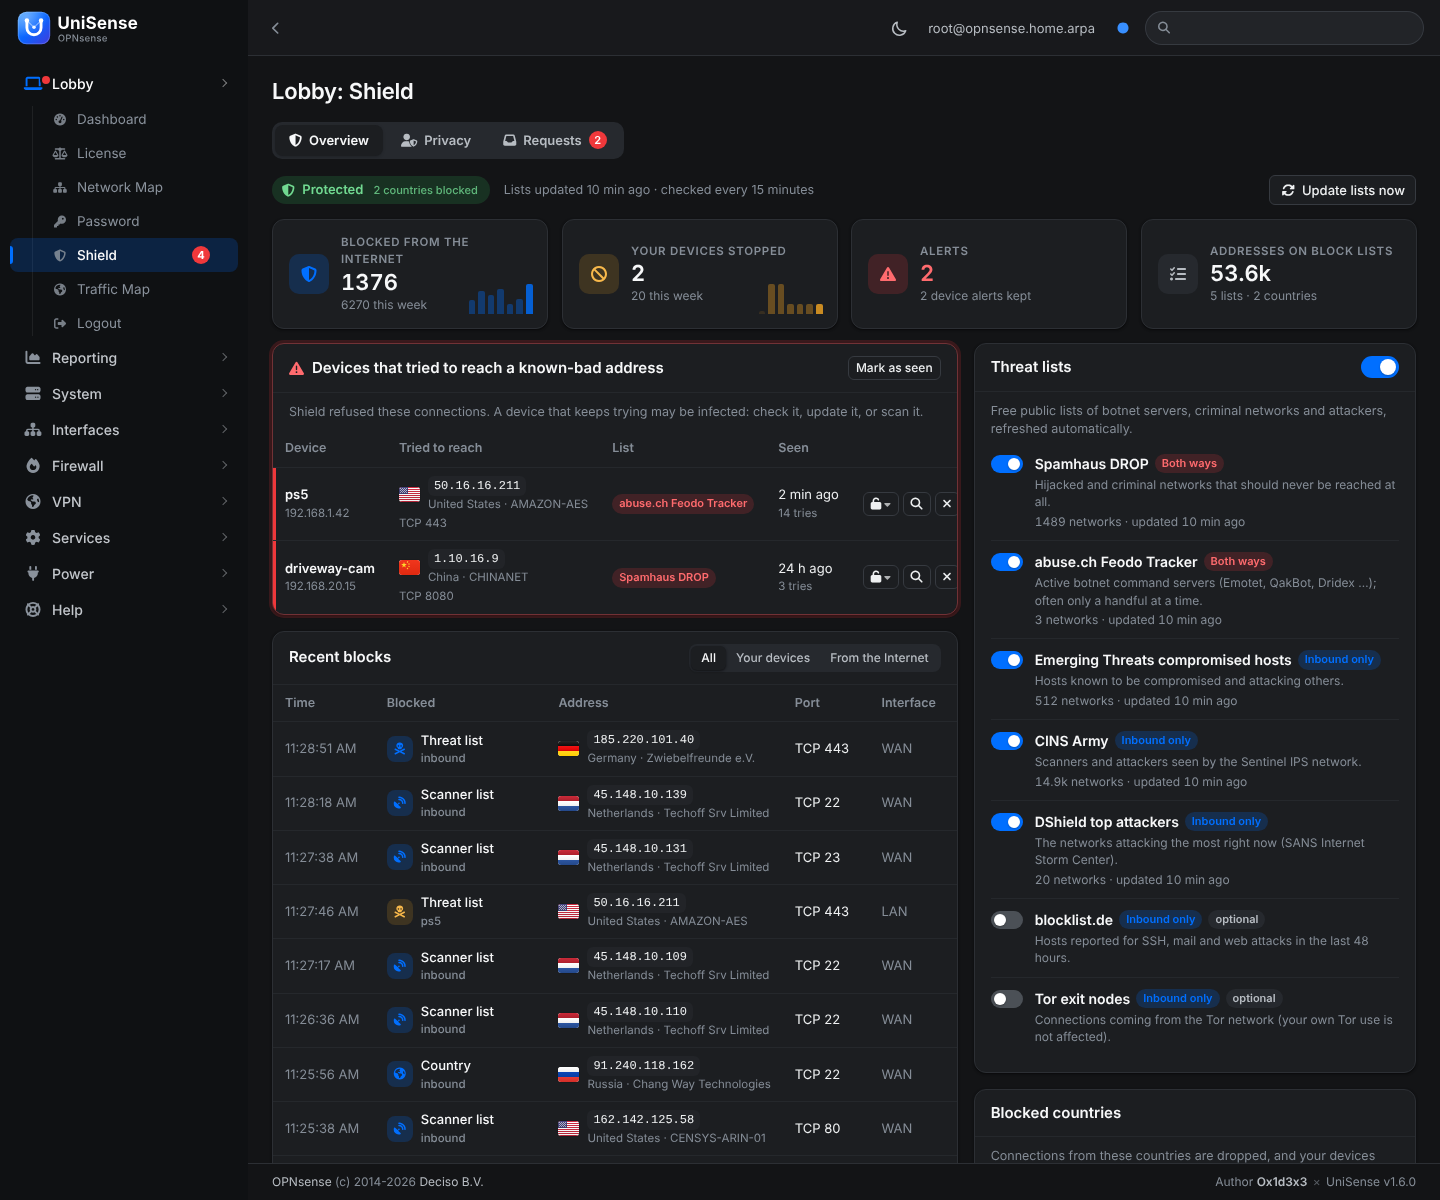 UniSense
OPNsense
root@opnsense.home.arpa
Lobby
Dashboard
License
Network Map
Password
Shield 4
Traffic Map
Logout
Reporting
System
Interfaces
Firewall
VPN
Services
Power
Help
Lobby: Shield
Overview Privacy Requests 2
Protected 2 countries blocked Lists updated 10 min ago · checked every 15 minutes Update lists now
BLOCKED FROM THE
INTERNET
1376
6270 this week
YOUR DEVICES STOPPED
2
20 this week
ALERTS
2
2 device alerts kept
ADDRESSES ON BLOCK LISTS
53.6k
5 lists · 2 countries
Devices that tried to reach a known-bad address Mark as seen
Shield refused these connections. A device that keeps trying may be infected: check it, update it, or scan it.
Device Tried to reach List Seen
ps5
192.168.1.42
50.16.16.211
United States · AMAZON-AES
TCP 443
abuse.ch Feodo Tracker
2 min ago
14 tries
driveway-cam
192.168.20.15
1.10.16.9
China · CHINANET
TCP 8080
Spamhaus DROP
24 h ago
3 tries
Recent blocks All Your devices From the Internet
Time Blocked Address Port Interface
11:28:51 AM Threat list inbound 185.220.101.40 Germany · Zwiebelfreunde e.V. TCP 443 WAN
11:28:18 AM Scanner list inbound 45.148.10.139 Netherlands · Techoff Srv Limited TCP 22 WAN
11:27:38 AM Scanner list inbound 45.148.10.131 Netherlands · Techoff Srv Limited TCP 23 WAN
11:27:46 AM Threat list ps5 50.16.16.211 United States · AMAZON-AES TCP 443 LAN
11:27:17 AM Scanner list inbound 45.148.10.109 Netherlands · Techoff Srv Limited TCP 22 WAN
11:26:36 AM Scanner list inbound 45.148.10.110 Netherlands · Techoff Srv Limited TCP 22 WAN
11:25:56 AM Country inbound 91.240.118.162 Russia · Chang Way Technologies TCP 22 WAN
11:25:38 AM Scanner list inbound 162.142.125.58 United States · CENSYS-ARIN-01 TCP 80 WAN
Threat lists
Free public lists of botnet servers, criminal networks and attackers,
refreshed automatically.
Spamhaus DROP Both ways
Hijacked and criminal networks that should never be reached at
all.
1489 networks · updated 10 min ago
abuse.ch Feodo Tracker Both ways
Active botnet command servers (Emotet, QakBot, Dridex ...);
often only a handful at a time.
3 networks · updated 10 min ago
Emerging Threats compromised hosts Inbound only
Hosts known to be compromised and attacking others.
512 networks · updated 10 min ago
CINS Army Inbound only
Scanners and attackers seen by the Sentinel IPS network.
14.9k networks · updated 10 min ago
DShield top attackers Inbound only
The networks attacking the most right now (SANS Internet
Storm Center).
20 networks · updated 10 min ago
blocklist.de Inbound only optional
Hosts reported for SSH, mail and web attacks in the last 48
hours.
Tor exit nodes Inbound only optional
Connections coming from the Tor network (your own Tor use is
not affected).
Blocked countries
Connections from these countries are dropped, and your devices
OPNsense (c) 2014-2026 Deciso B.V.
Author Ox1d3x3 × UniSense v1.6.0